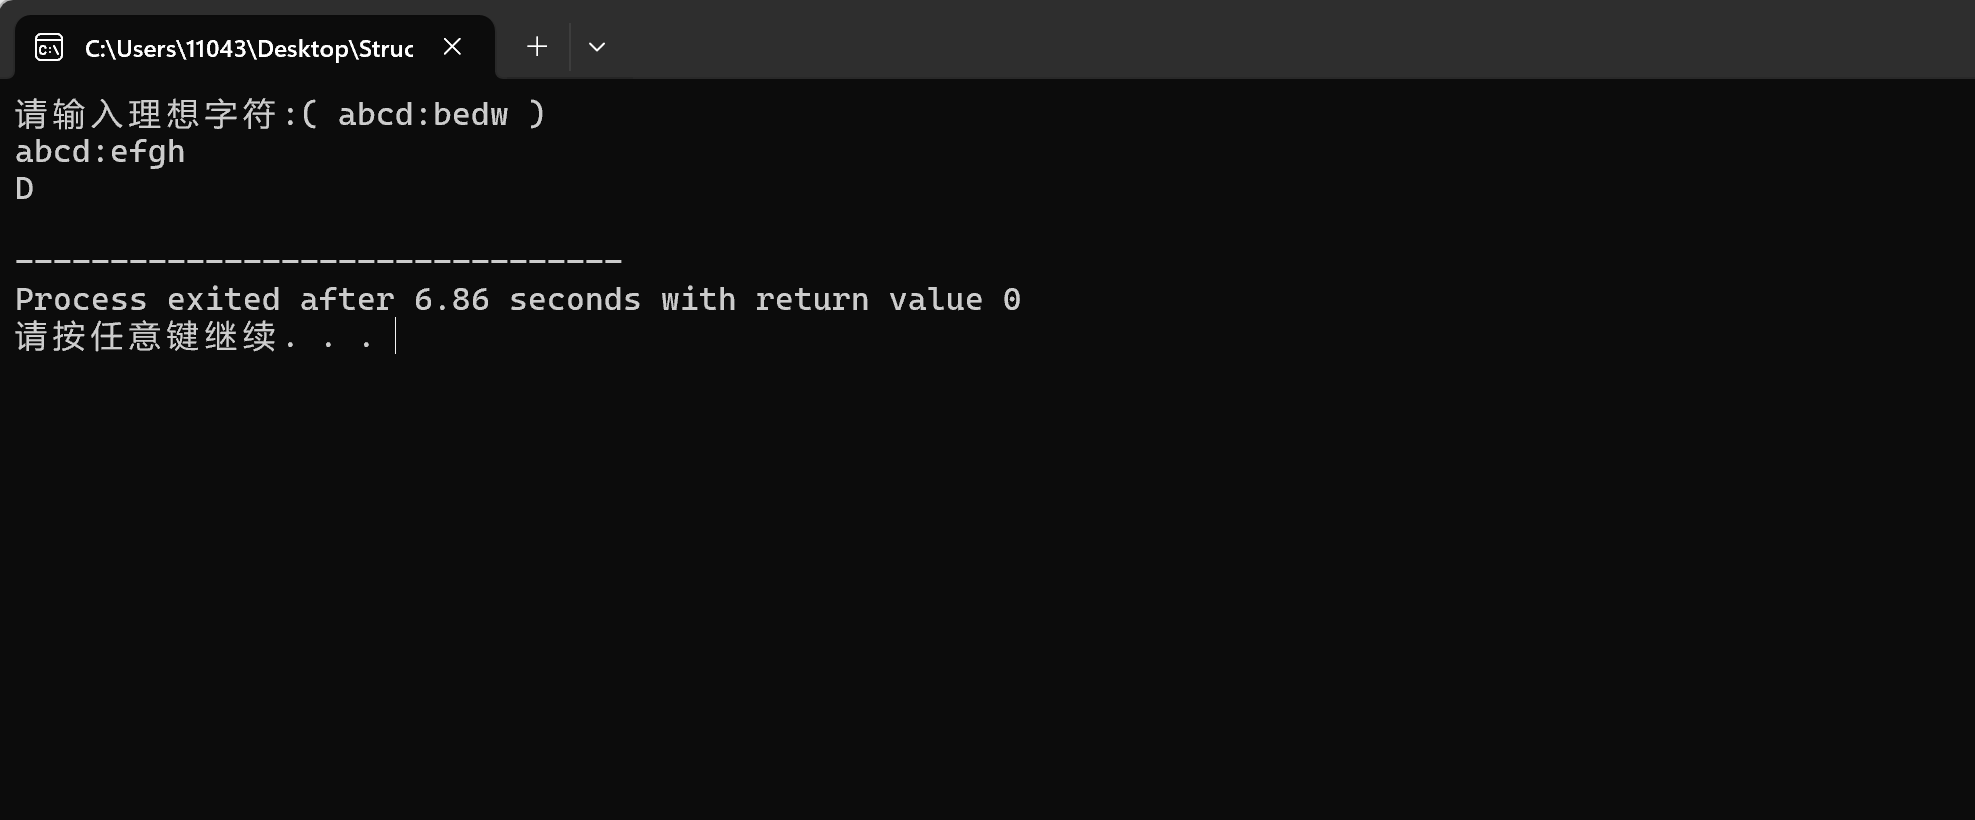 C:\Users\11043\Desktop\Struc
请输入理想字符:( abcd:bedw )
abcd:efgh
D
--------------------------------
Process exited after 6.86 seconds with return value 0
请按任意键继续. . .